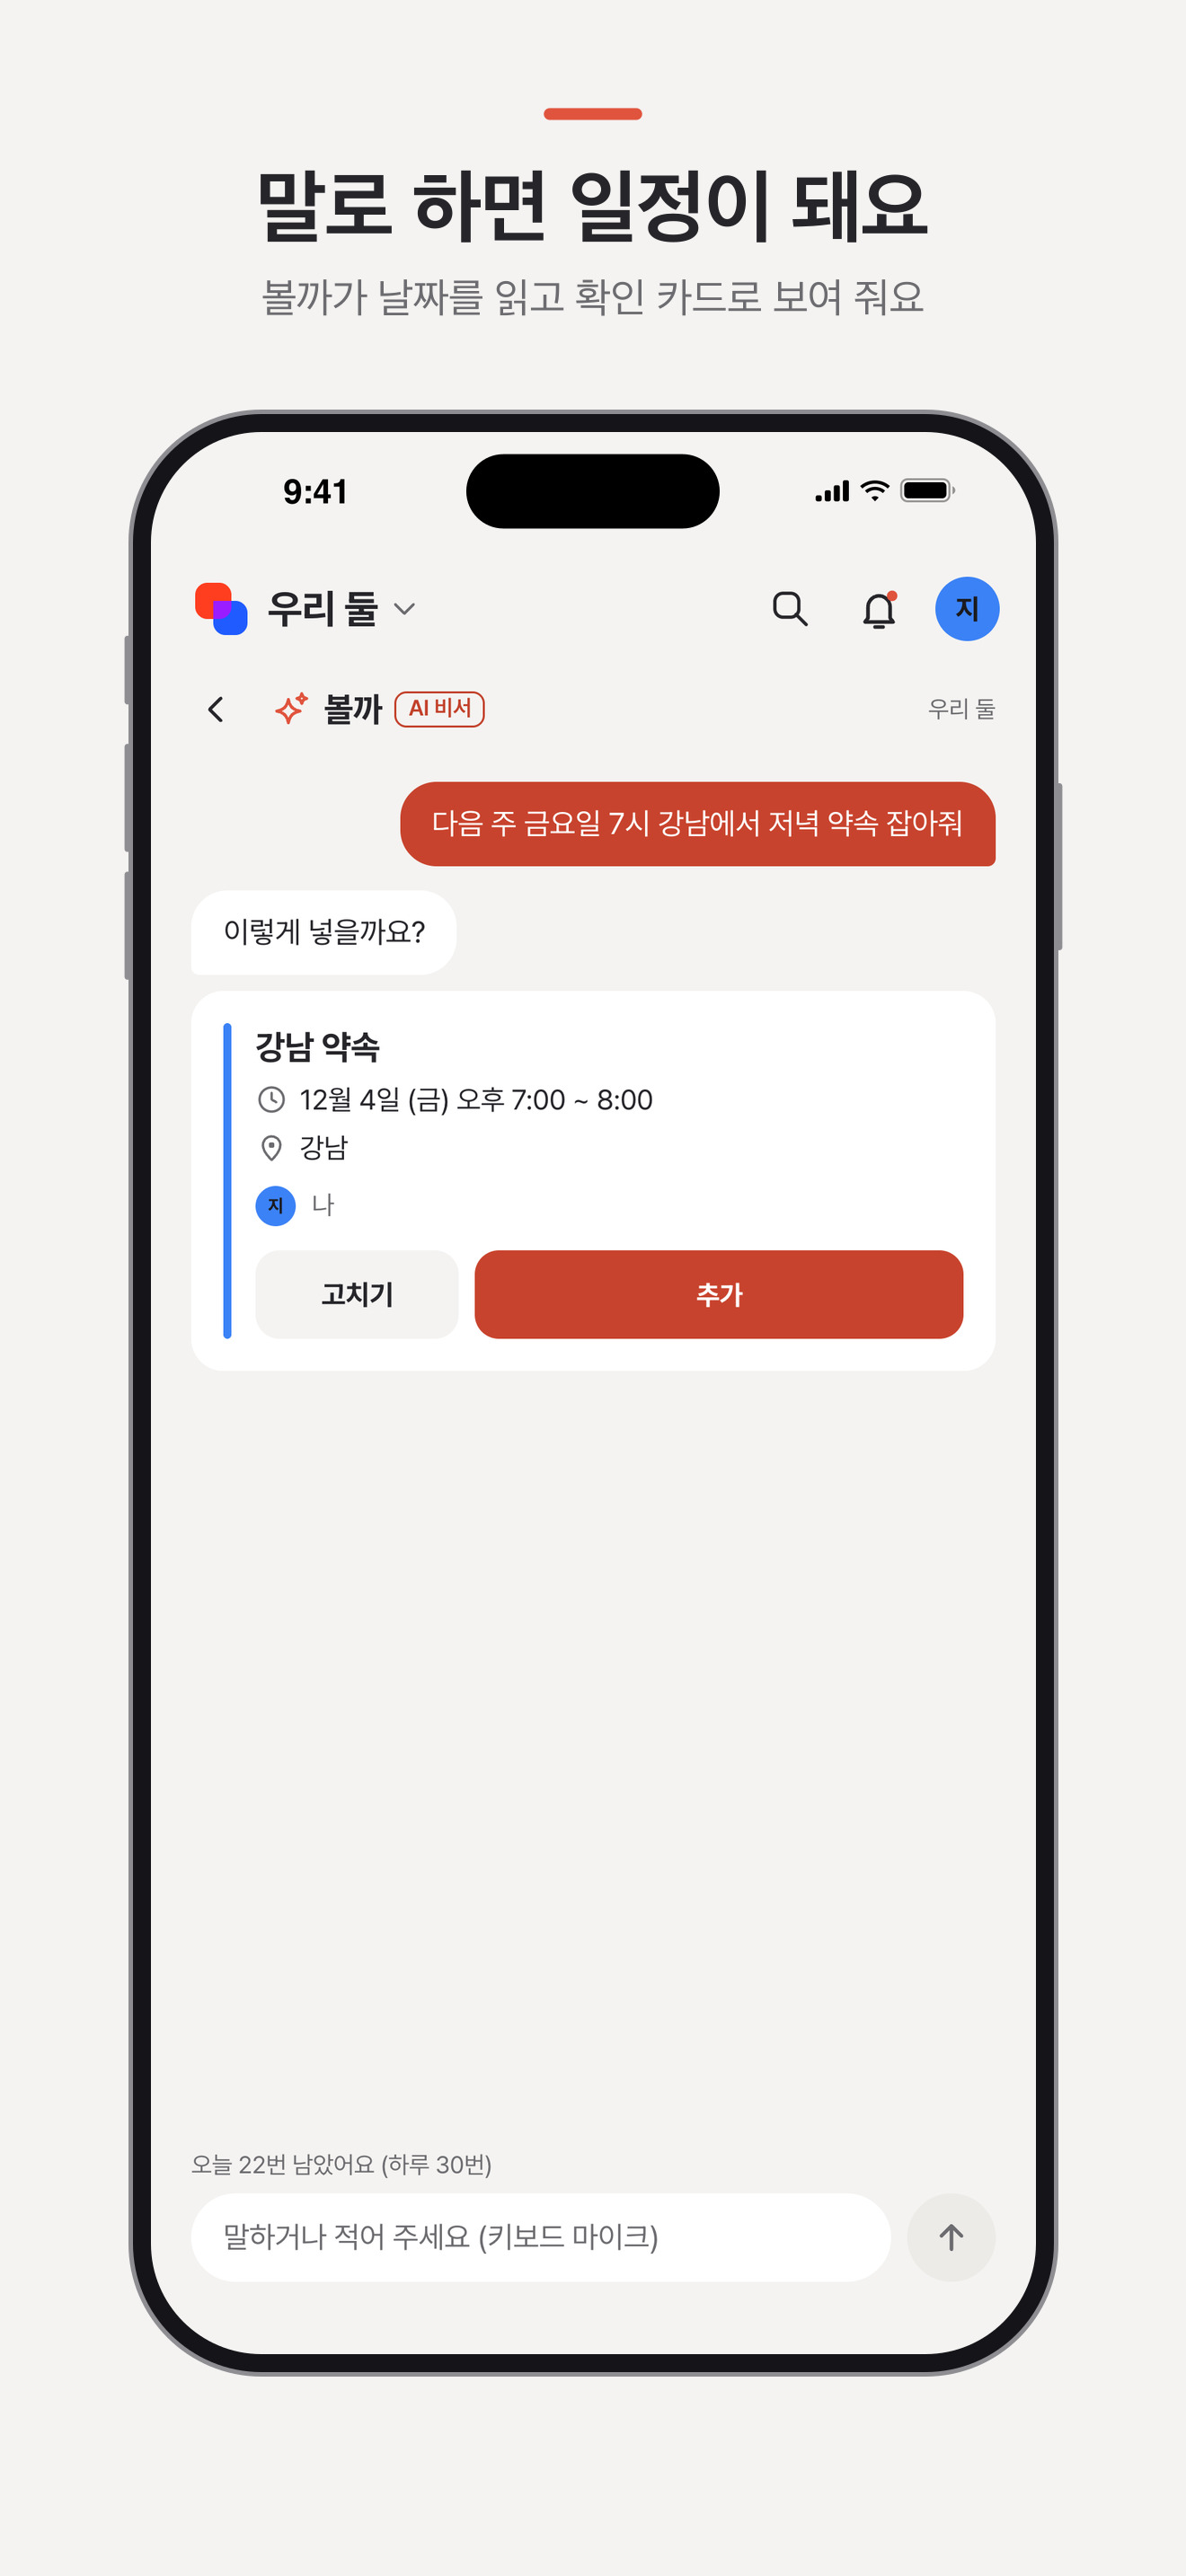 말로 하면 일정이 돼요
볼까가 날짜를 읽고 확인 카드로 보여 줘요
9:41
우리 둘
지
볼까 AI 비서
우리 둘
다음 주 금요일 7시 강남에서 저녁 약속 잡아줘
이렇게 넣을까요?
강남 약속
12월 4일 (금) 오후 7:00 ~ 8:00
강남
지 나
고치기
추가
오늘 22번 남았어요 (하루 30번)
말하거나 적어 주세요 (키보드 마이크)